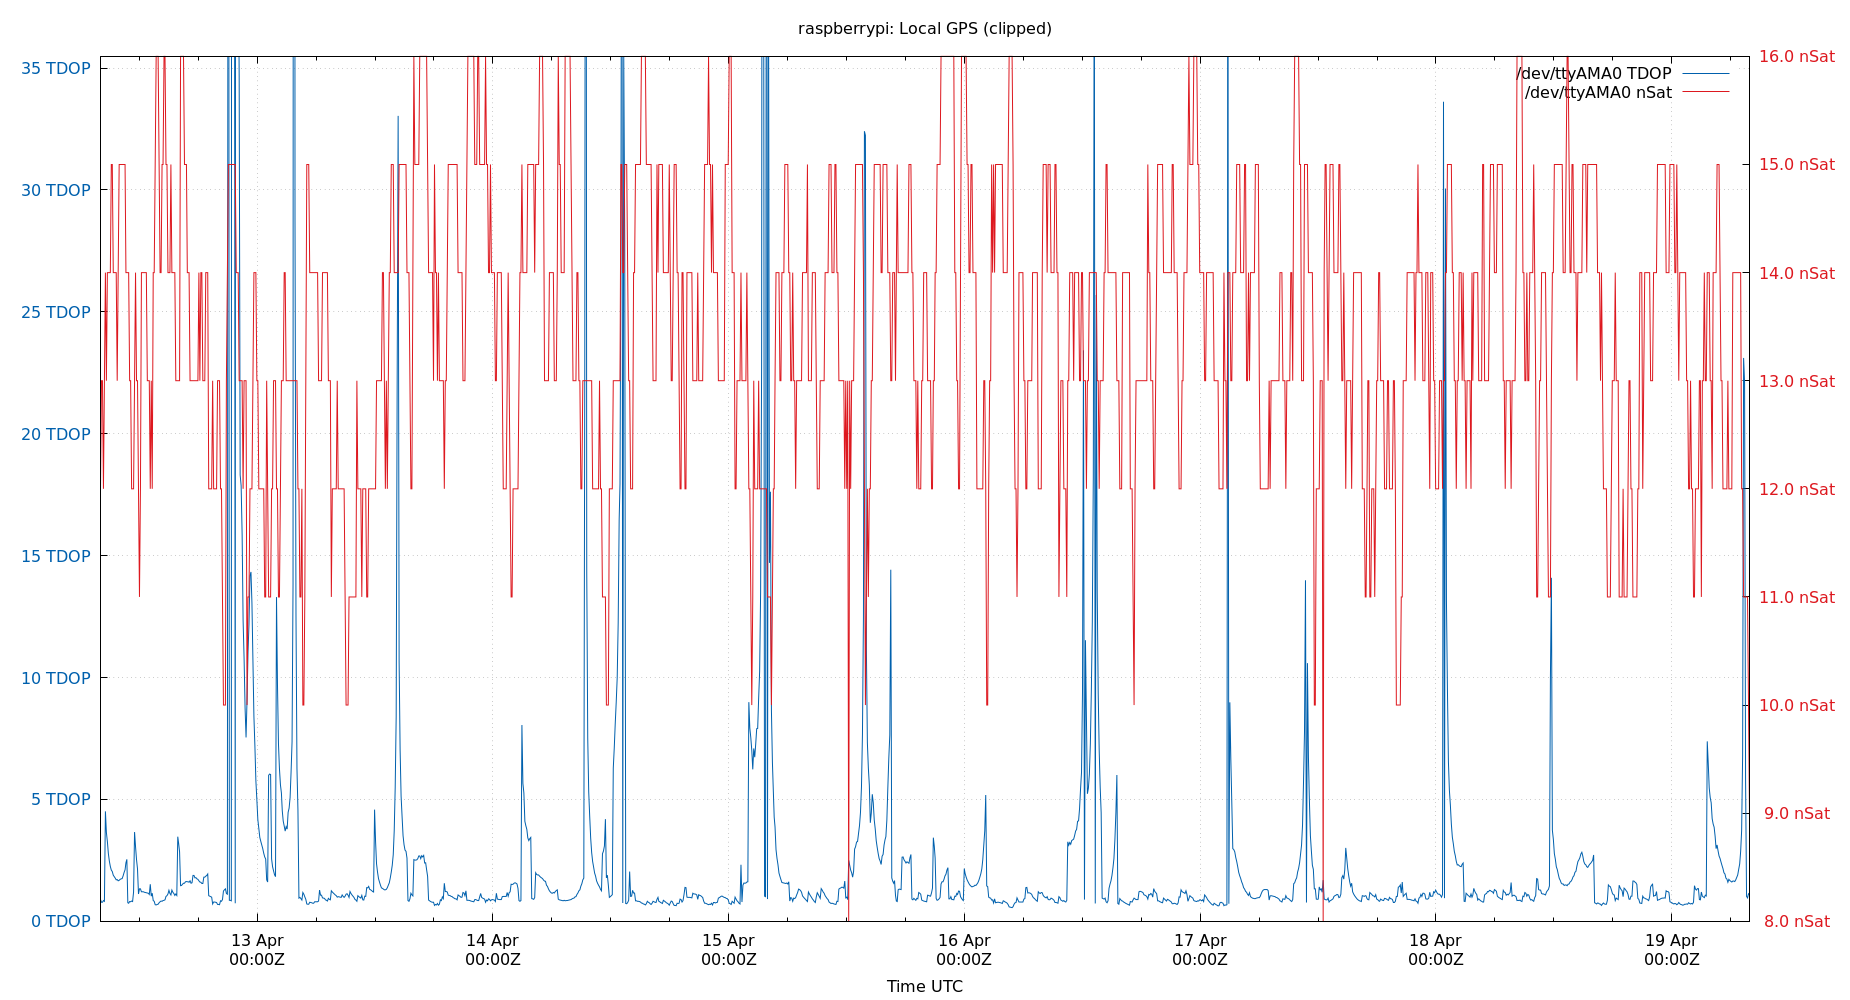 raspberrypi: Local GPS (clipped)
35 TDOP
30 TDOP
25 TDOP
20 TDOP
15 TDOP
10 TDOP
5 TDOP
0 TDOP
16.0 nSat
15.0 nSat
14.0 nSat
13.0 nSat
12.0 nSat
11.0 nSat
10.0 nSat
9.0 nSat
8.0 nSat
/dev/ttyAMA0 TDOP
/dev/ttyAMA0 nSat
13 Apr
00:00Z
14 Apr
00:00Z
15 Apr
00:00Z
16 Apr
00:00Z
17 Apr
00:00Z
18 Apr
00:00Z
19 Apr
00:00Z
Time UTC